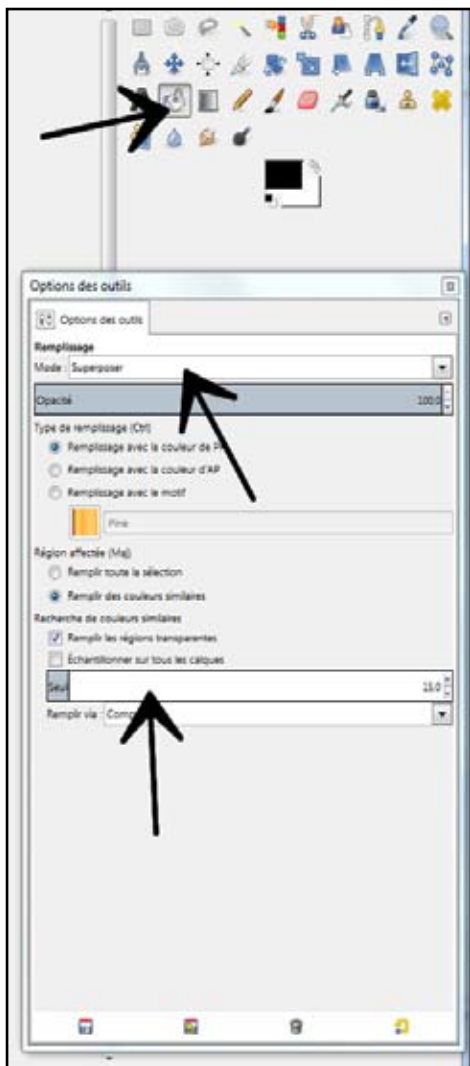 Options des outils
Options des outils
Remplissage
Mode : Superposer
Opacité 100,0
Type de remplissage (Ctrl)
Remplissage avec la couleur de
Remplissage avec la couleur d'AP
Remplissage avec le motif
Pine
Région affectée (Maj)
Remplir toute la sélection
Remplir des couleurs similaires
Recherche de couleurs similaires
Remplir les régions transparentes
Échantillonner sur tous les calques
Seuil 15,0
Remplir via :